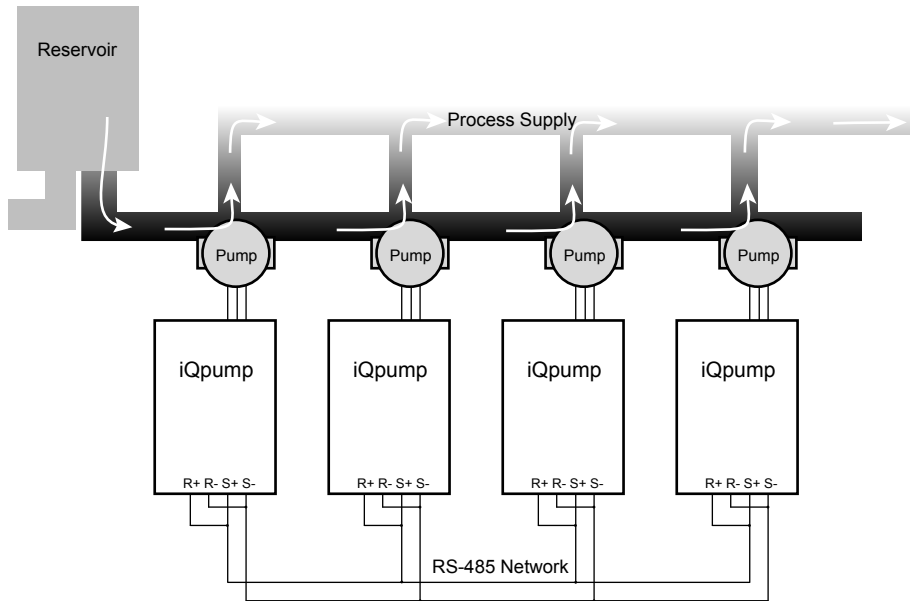 Reservoir
Process Supply
Pump Pump Pump Pump
iQpump iQpump iQpump iQpump
R+ R- S+ S- R+ R- S+ S- R+ R- S+ S- R+ R- S+ S-
RS-485 Network